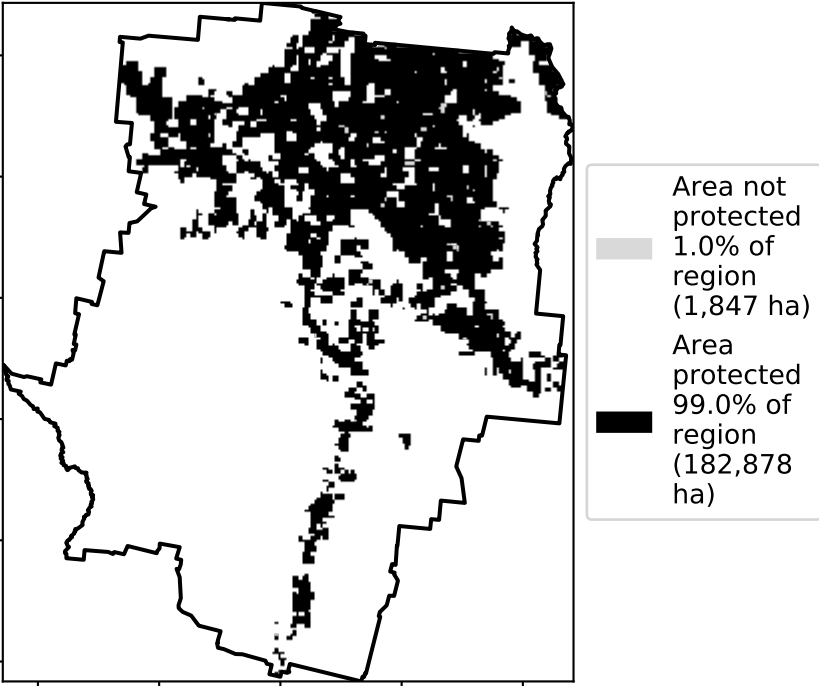 Area not
protected
1.0% of
region
(1,847 ha)
Area
protected
99.0% of
region
(182,878
ha)